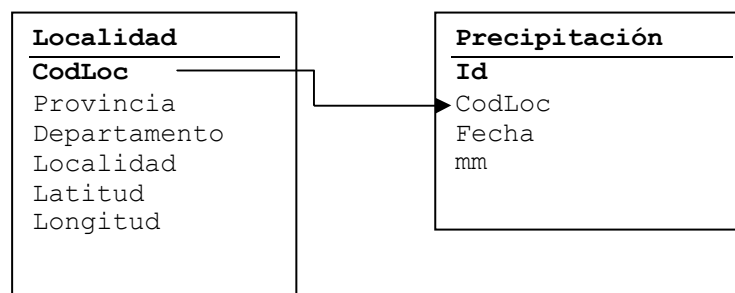 Localidad
CodLoc
Provincia
Departamento
Localidad
Latitud
Longitud
Precipitación
Id
CodLoc
Fecha
mm